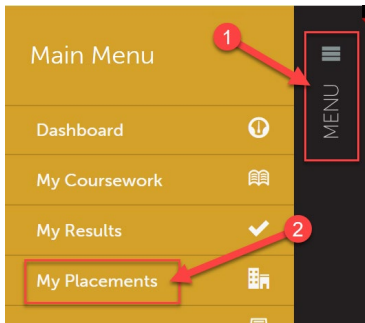 Main Menu
1
MENU
Dashboard
My Coursework
My Results
2
My Placements